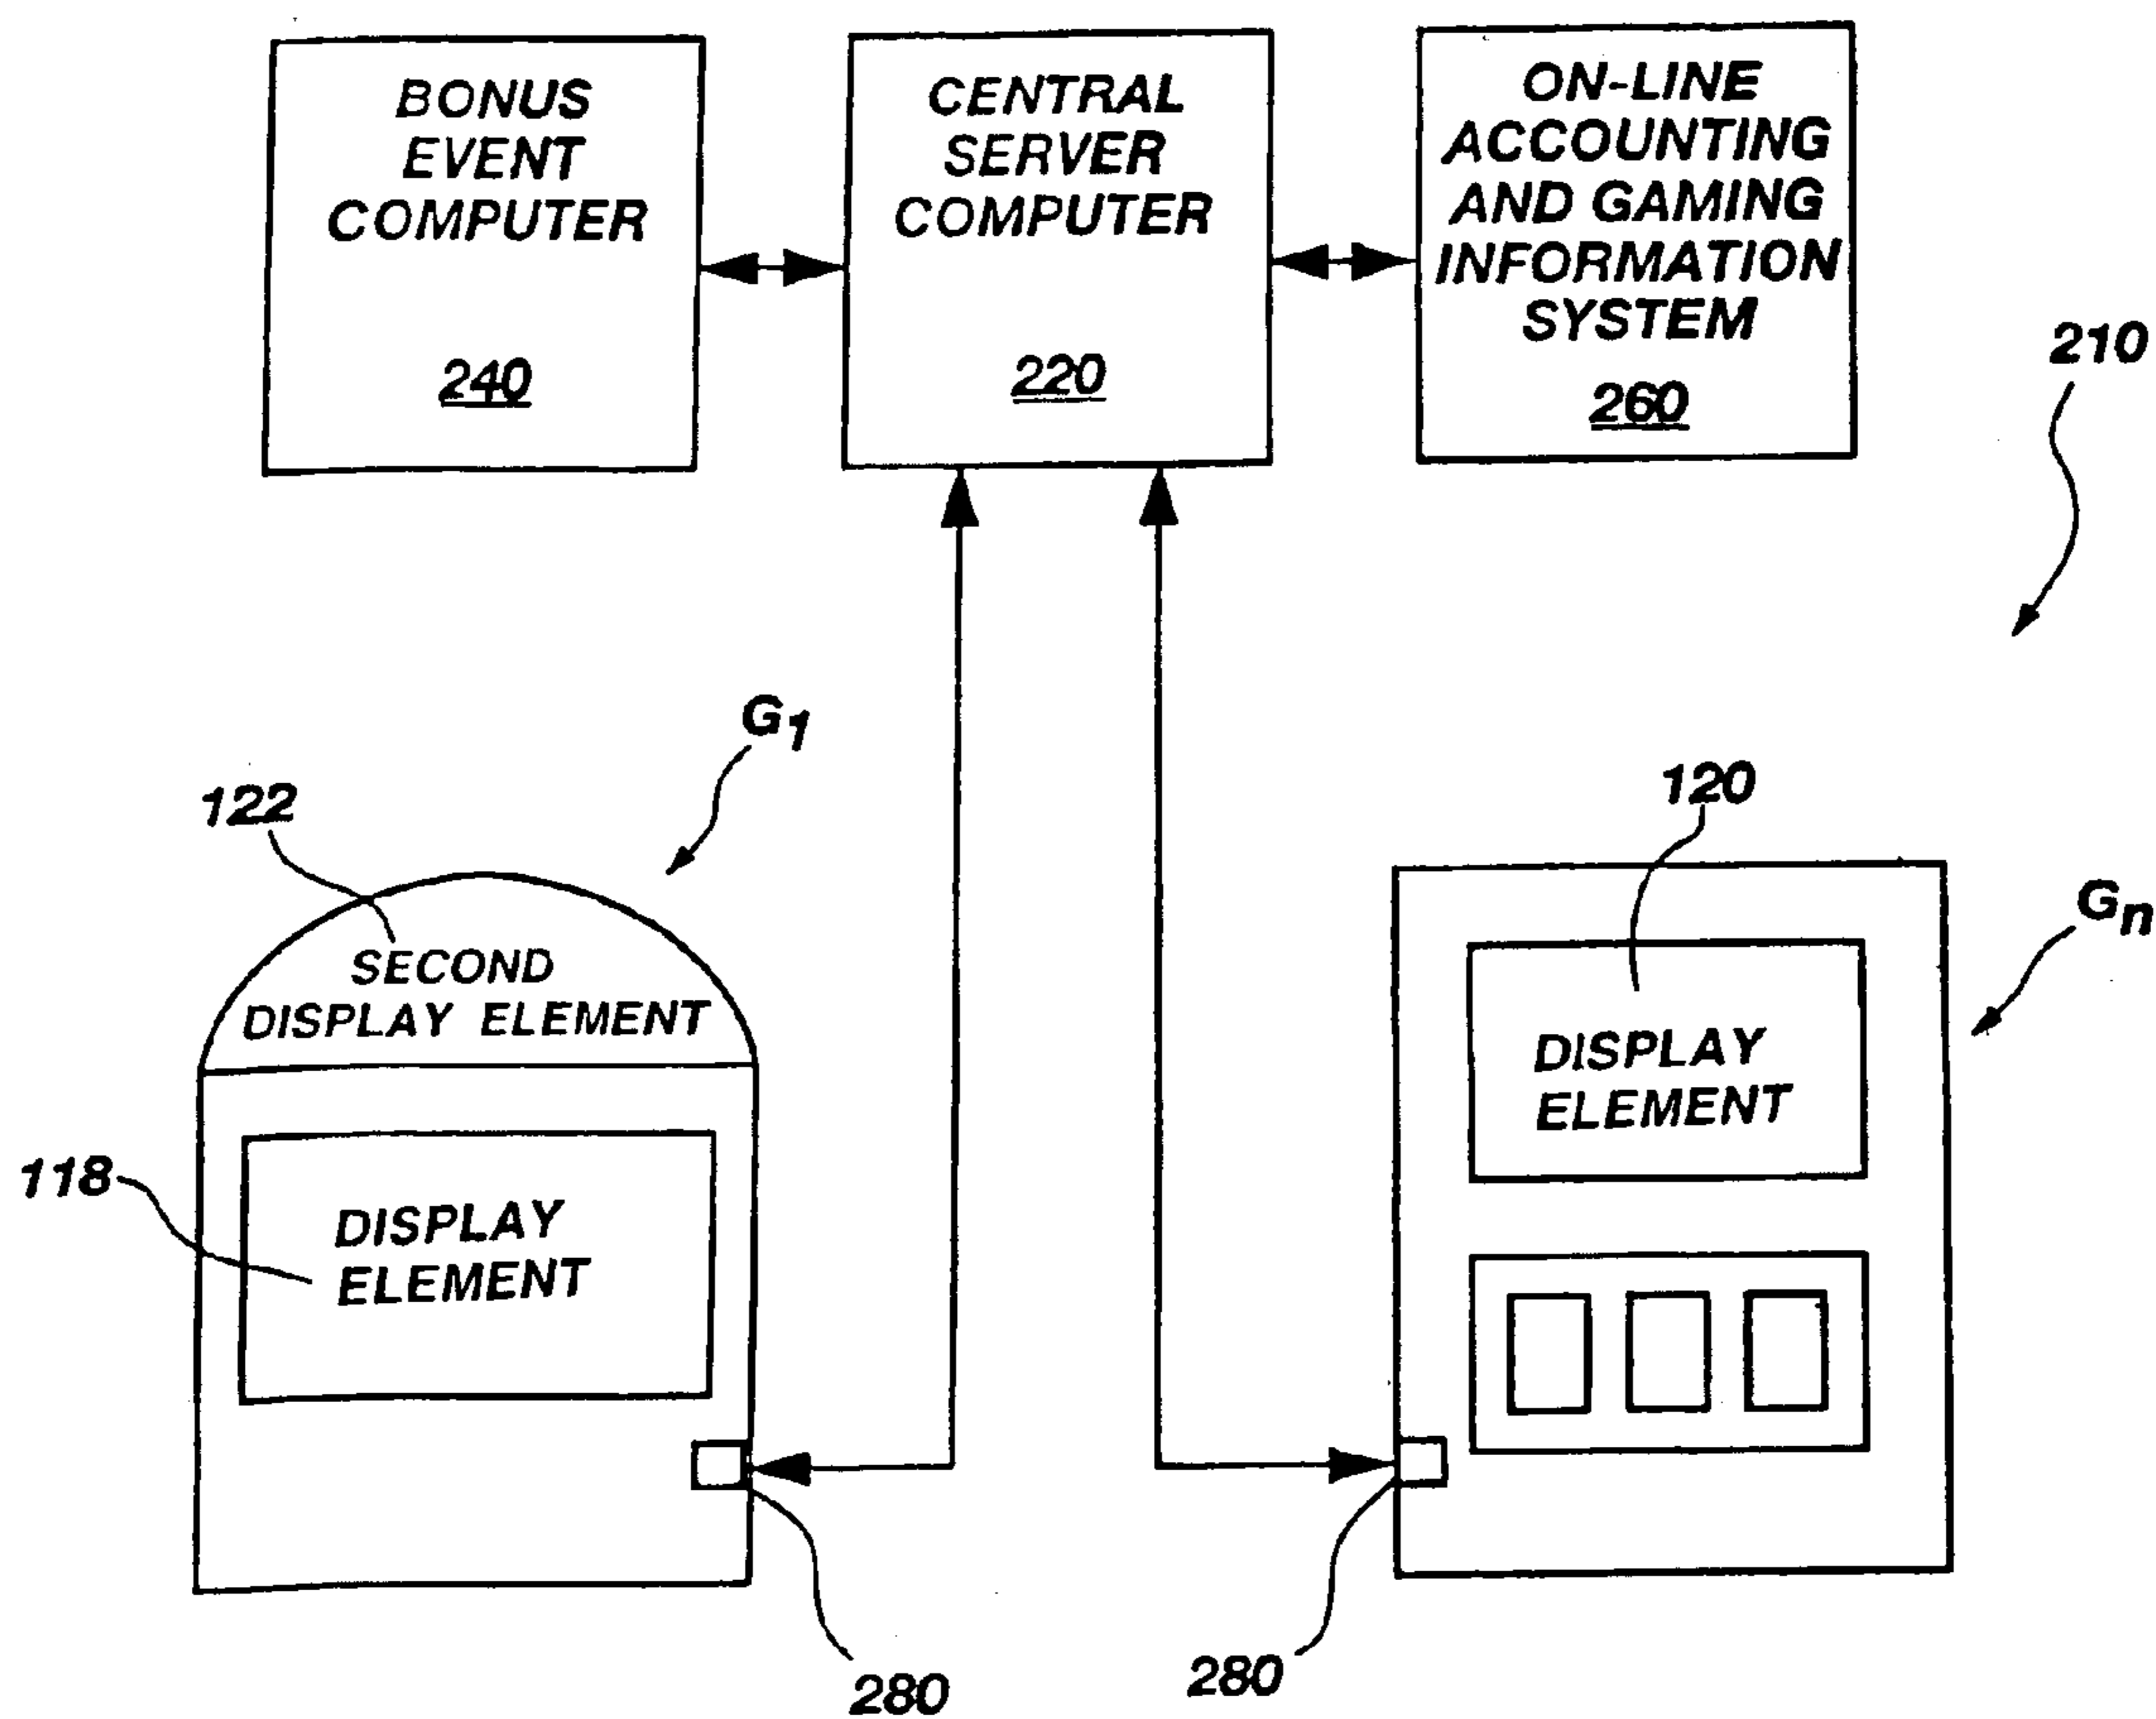 BONUS
EVENT
COMPUTER
240
CENTRAL
SERVER
COMPUTER
220
ON-LINE
ACCOUNTING
AND GAMING
INFORMATION
SYSTEM
260
210
G1
122
SECOND
DISPLAY ELEMENT
118
DISPLAY
ELEMENT
280
120
Gn
DISPLAY
ELEMENT
280